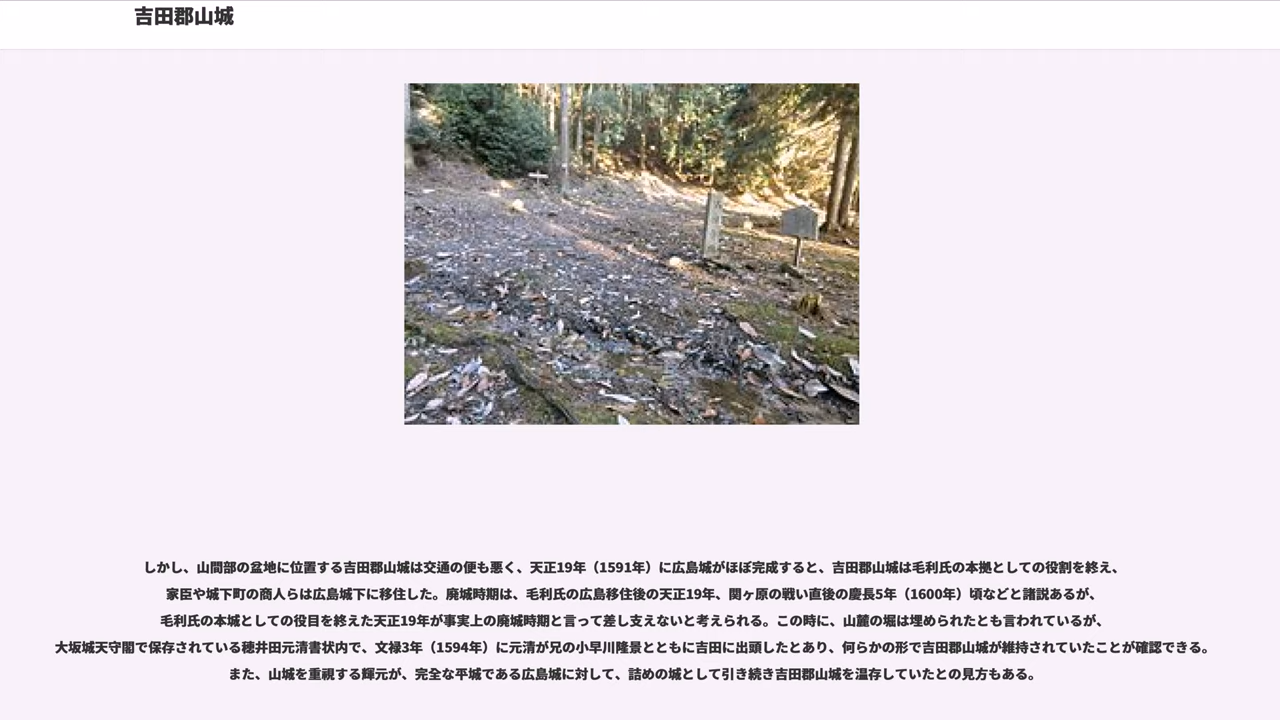 吉田郡山城
しかし、山間部の盆地に位置する吉田郡山城は交通の便も悪く、天正19年（1591年）に広島城がほぼ完成すると、吉田郡山城は毛利氏の本拠としての役割を終え、
家臣や城下町の商人らは広島城下に移住した。廃城時期は、毛利氏の広島移住後の天正19年、関ヶ原の戦い直後の慶長5年（1600年）頃などと諸説あるが、
毛利氏の本城としての役目を終えた天正19年が事実上の廃城時期と言って差し支えないと考えられる。この時に、山麓の堀は埋められたとも言われているが、
大坂城天守閣で保存されている穂井田元清書状内で、文禄3年（1594年）に元清が兄の小早川隆景とともに吉田に出頭したとあり、何らかの形で吉田郡山城が維持されていたことが確認できる。
また、山城を重視する輝元が、完全な平城である広島城に対して、詰めの城として引き続き吉田郡山城を温存していたとの見方もある。